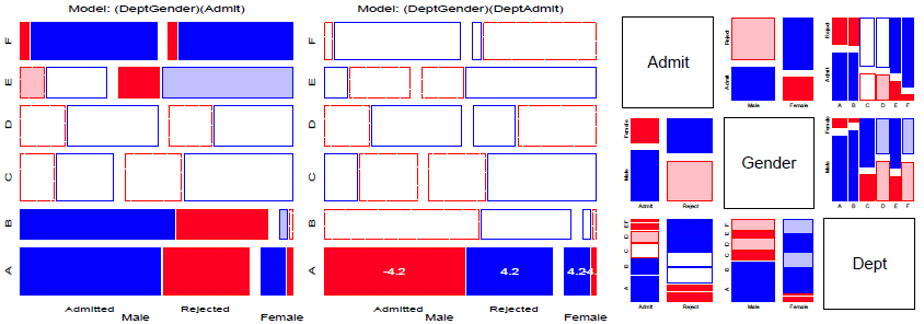 Model: (DeptGender)(Admit)
F
E
D
C
B
A
Admitted Rejected
Male Female
Model: (DeptGender)(DeptAdmit)
F
E
D
C
B
A
-4.2 4.2 4.2 -4.
Admitted Rejected
Male Female
Admit
Admit Reject
Male Female
Admit Reject
A B C D E F
Male Female
Admit Reject
Gender
Male Female
A B C D E F
A B C D E F
Admit Reject
A B C D E F
Male Female
Dept